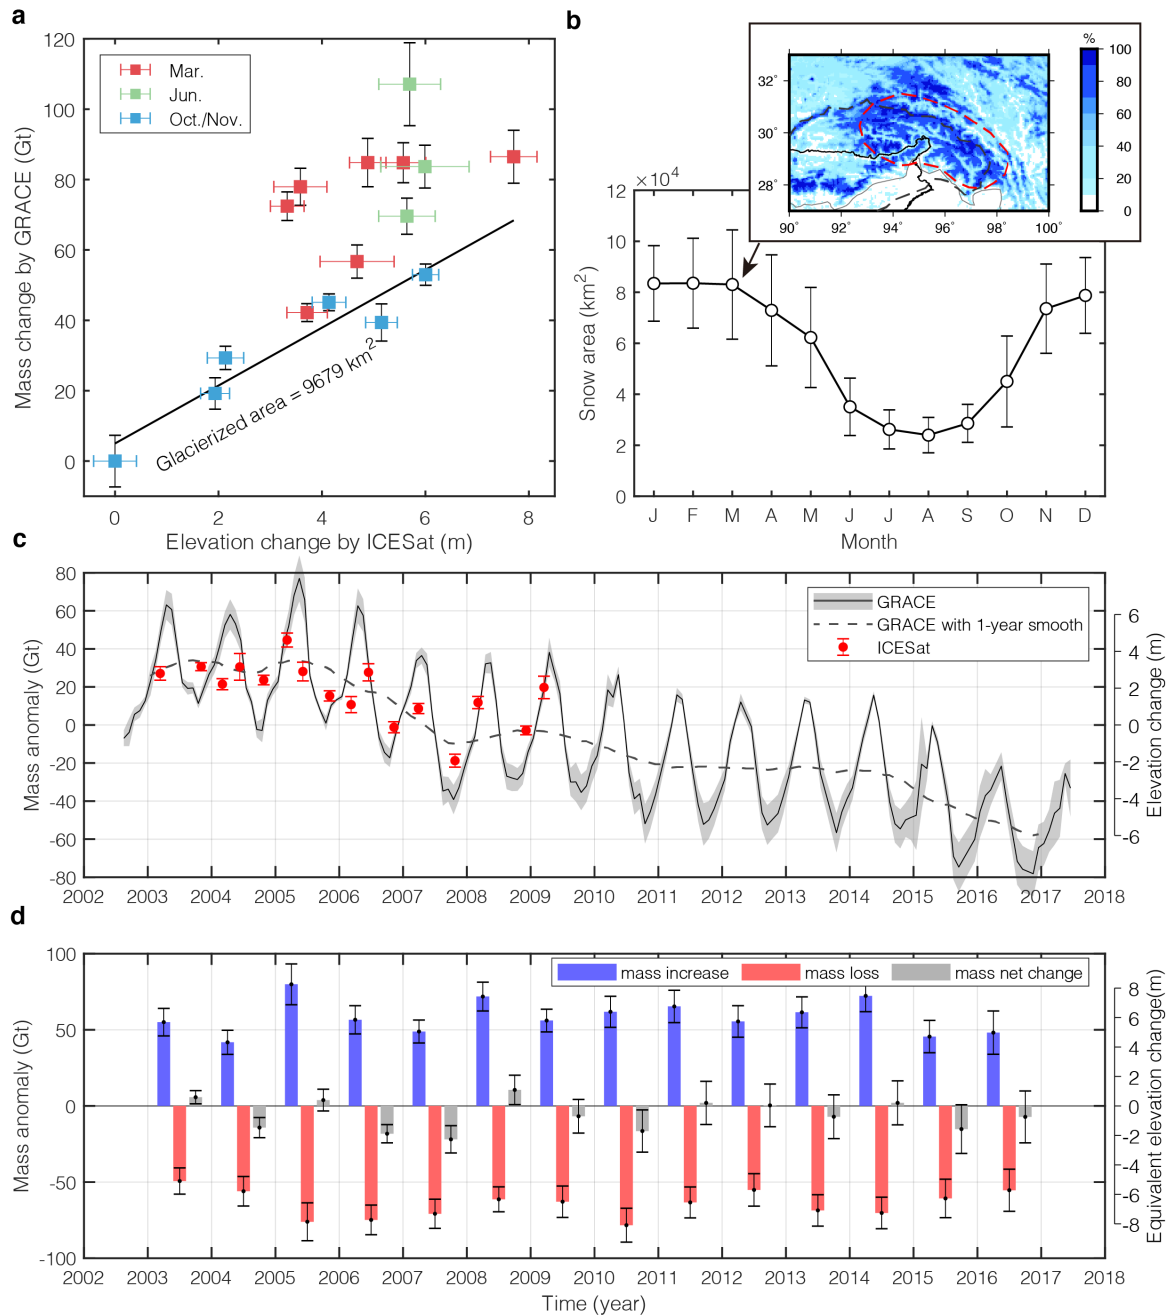 a
120
100
80
60
40
20
0
Mass change by GRACE (Gt)
Mar.
Jun.
Oct./Nov.
Glacierized area = 9679 km²
0 2 4 6 8
Elevation change by ICESat (m)
b
%
100
80
60
40
20
0
32°
30°
28°
90° 92° 94° 96° 98° 100°
×10⁴
12
10
8
6
4
2
0
Snow area (km²)
J F M A M J J A S O N D
Month
c
80
60
40
20
0
-20
-40
-60
-80
Mass anomaly (Gt)
GRACE
GRACE with 1-year smooth
ICESat
6
4
2
0
-2
-4
-6
Elevation change (m)
2002 2003 2004 2005 2006 2007 2008 2009 2010 2011 2012 2013 2014 2015 2016 2017 2018
d
100
50
0
-50
-100
Mass anomaly (Gt)
mass increase mass loss mass net change
8
6
4
2
0
-2
-4
-6
-8
Equivalent elevation change(m)
2002 2003 2004 2005 2006 2007 2008 2009 2010 2011 2012 2013 2014 2015 2016 2017 2018
Time (year)